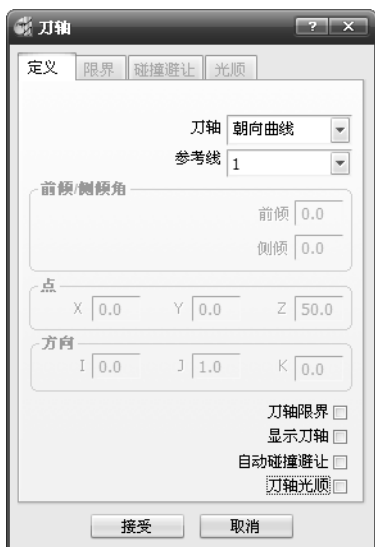 刀轴
定义 限界 碰撞避让 光顺
刀轴 朝向曲线
参考线 1
前倾/侧倾角
前倾 0.0
侧倾 0.0
点
X 0.0 Y 0.0 Z 50.0
方向
I 0.0 J 1.0 K 0.0
刀轴限界
显示刀轴
自动碰撞避让
刀轴光顺
接受 取消